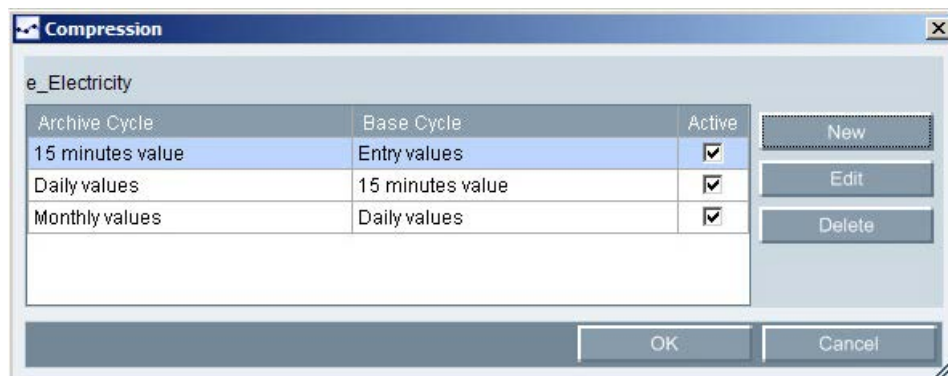 Compression
e_Electricity
Archive Cycle Base Cycle Active
15 minutes value Entry values
Daily values 15 minutes value
Monthly values Daily values
New
Edit
Delete
OK Cancel